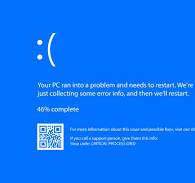 :(
Your PC ran into a problem and needs to restart. We're
just collecting some error info, and then we'll restart.
46% complete
For more information about this issue and possible fixes, visit our
If you call a support person, give them this info:
Stop code: CRITICAL PROCESS DIED